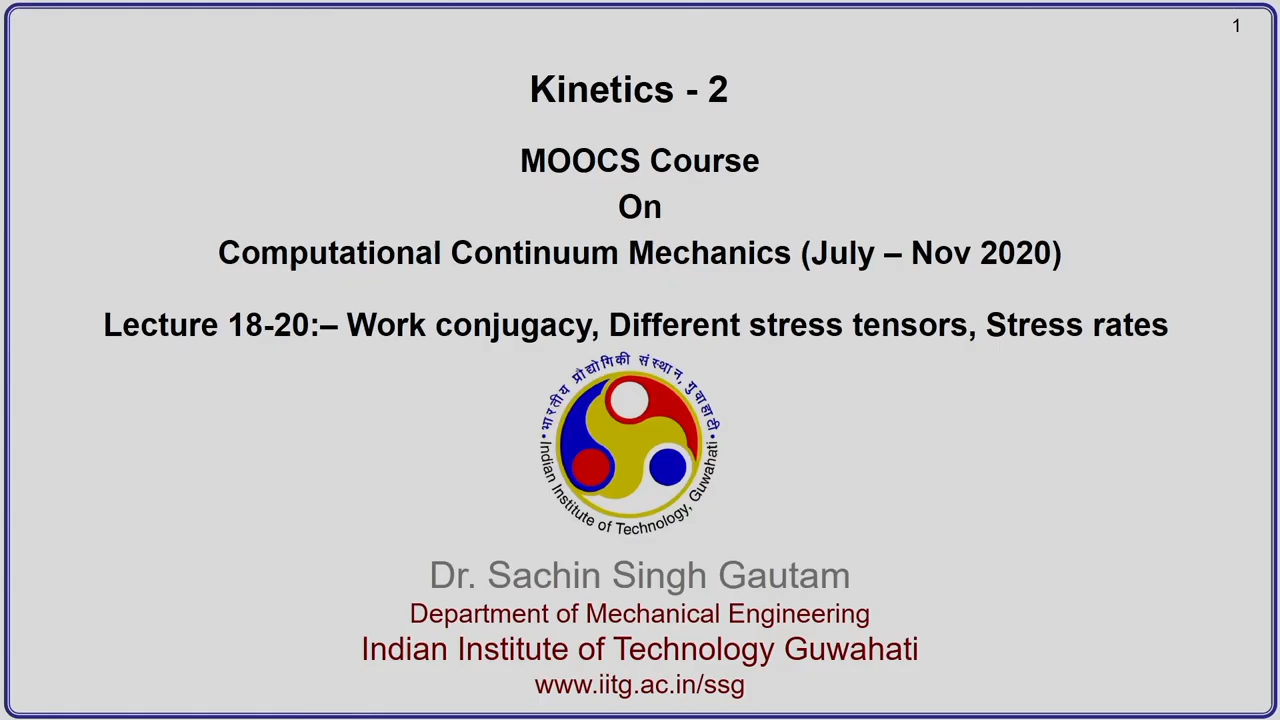 1
Kinetics - 2
MOOCS Course
On
Computational Continuum Mechanics (July – Nov 2020)
Lecture 18-20:– Work conjugacy, Different stress tensors, Stress rates
भारतीय प्रौद्योगिकी संस्थान, गुवाहाटी
Indian Institute of Technology, Guwahati
Dr. Sachin Singh Gautam
Department of Mechanical Engineering
Indian Institute of Technology Guwahati
www.iitg.ac.in/ssg